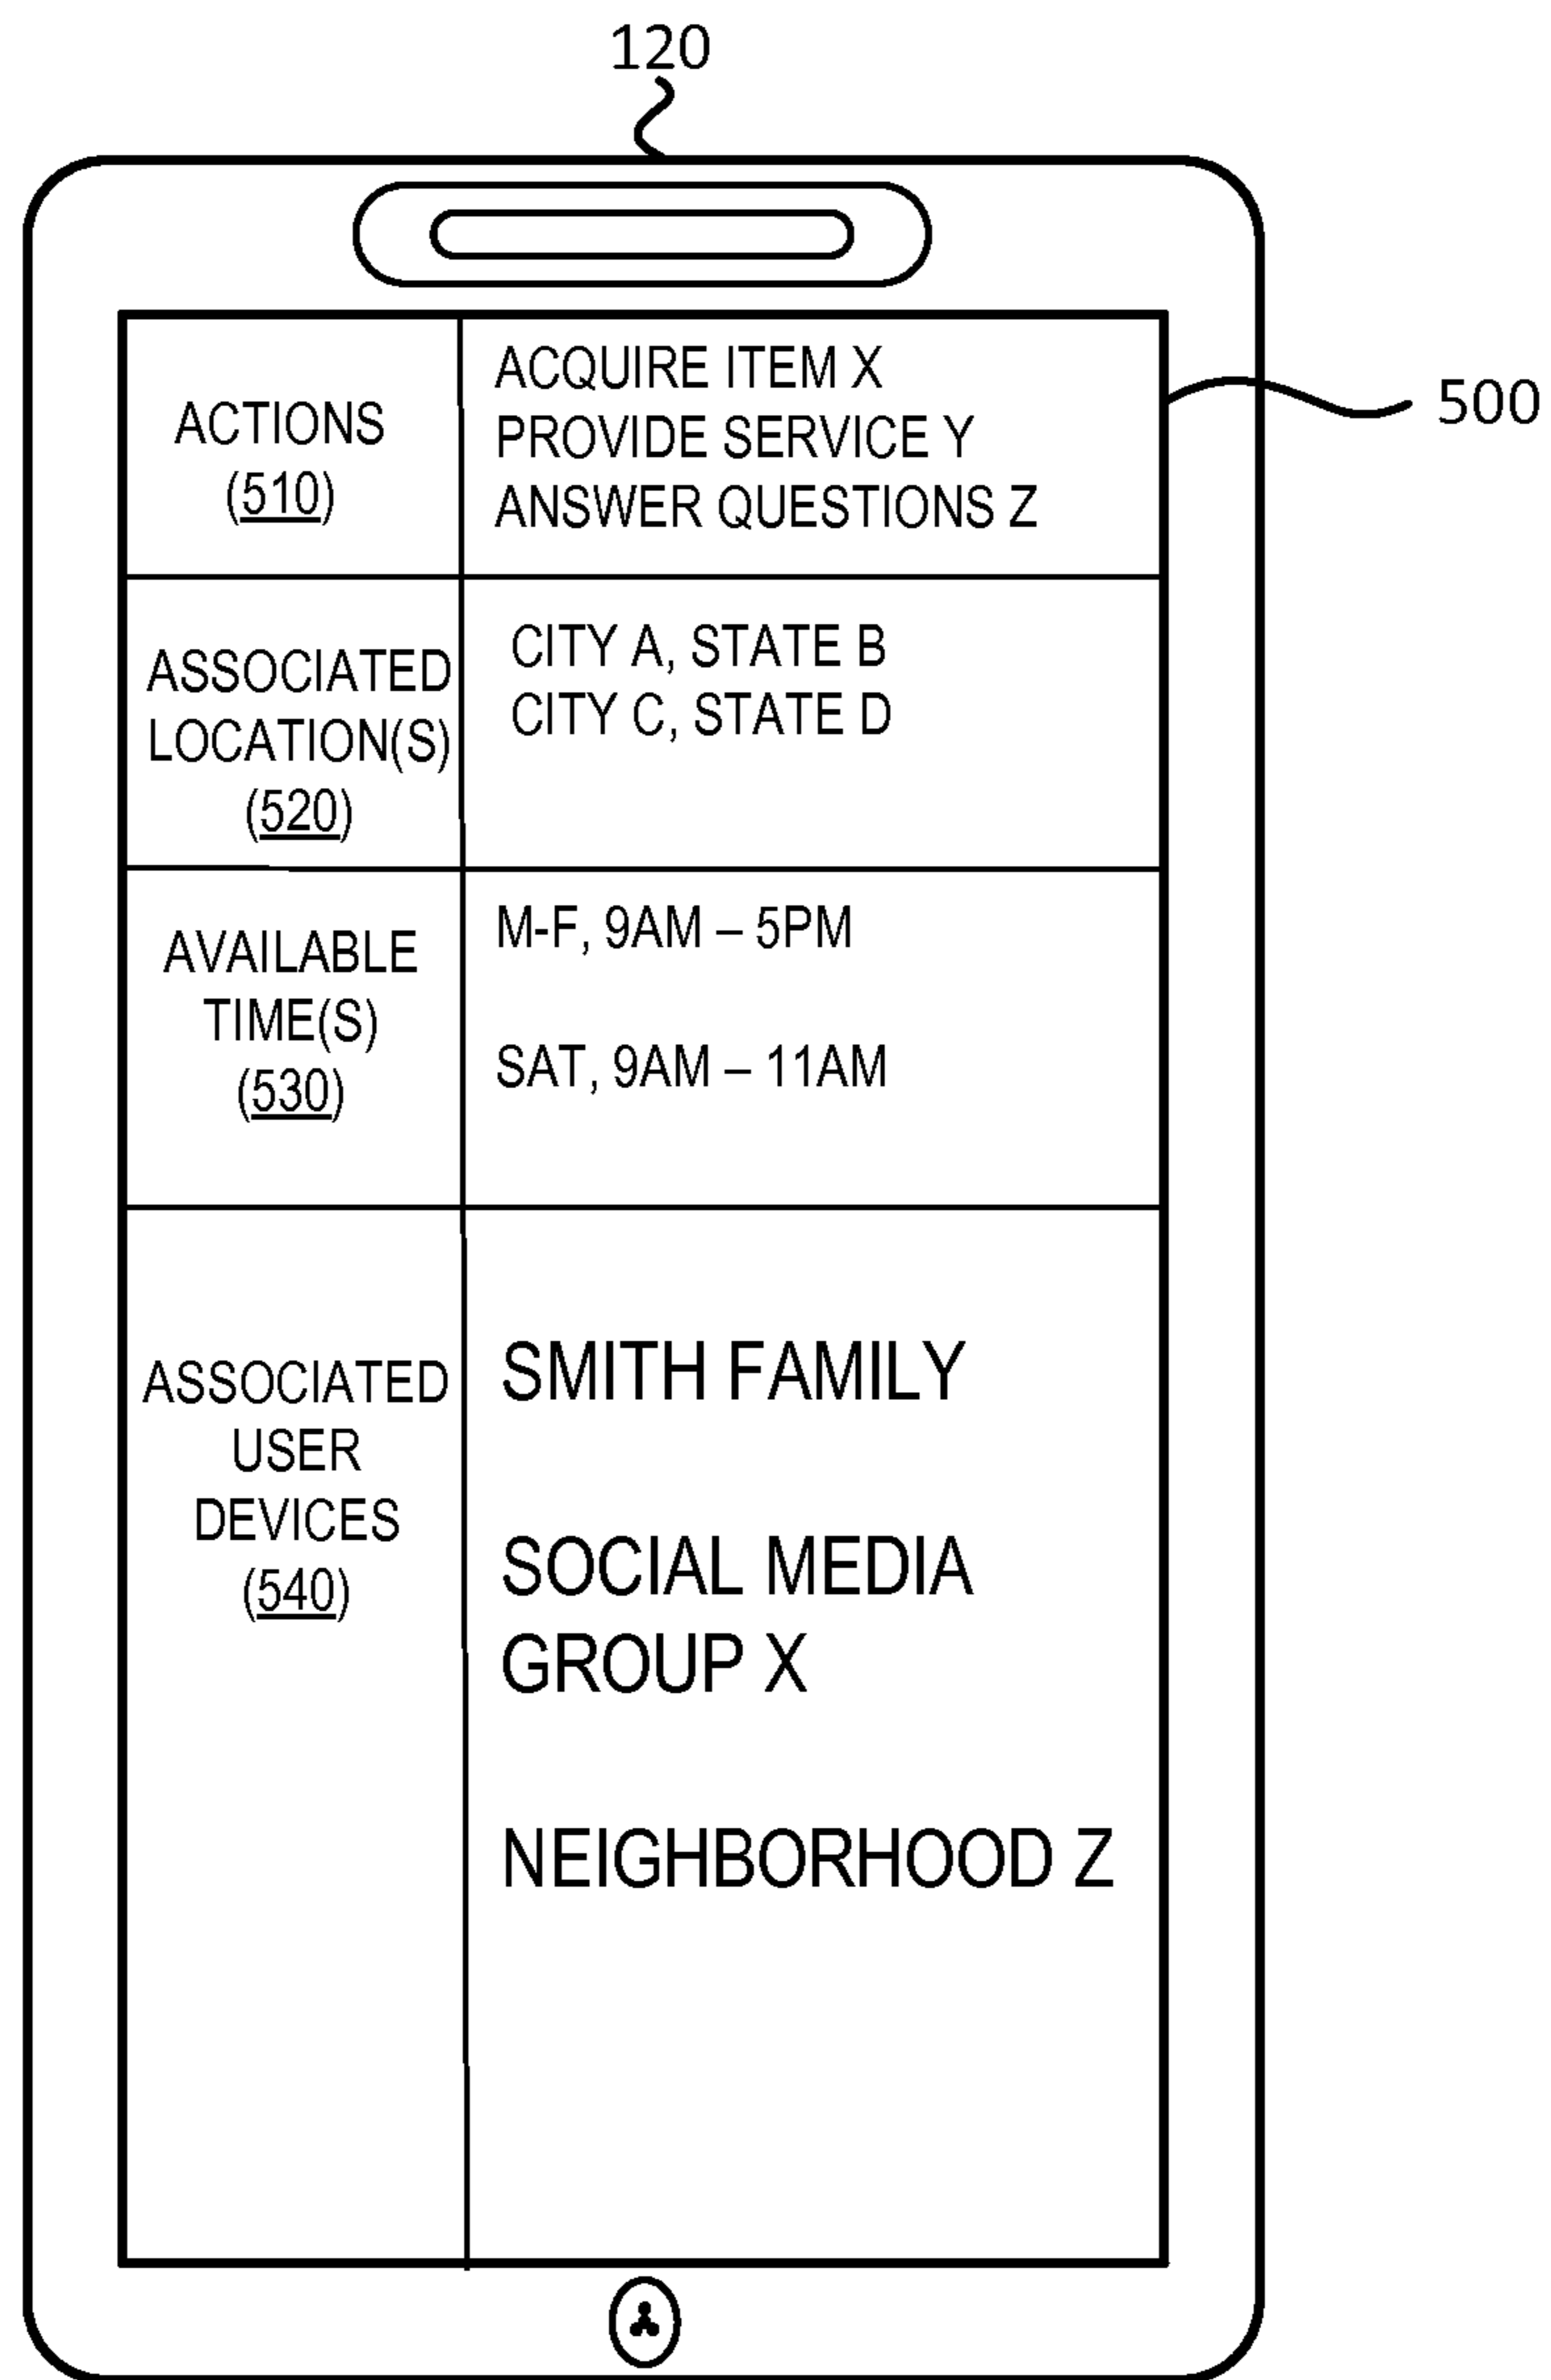 120
500
ACTIONS
(510)
ACQUIRE ITEM X
PROVIDE SERVICE Y
ANSWER QUESTIONS Z
ASSOCIATED
LOCATION(S)
(520)
CITY A, STATE B
CITY C, STATE D
AVAILABLE
TIME(S)
(530)
M-F, 9AM – 5PM
SAT, 9AM – 11AM
ASSOCIATED
USER
DEVICES
(540)
SMITH FAMILY
SOCIAL MEDIA
GROUP X
NEIGHBORHOOD Z